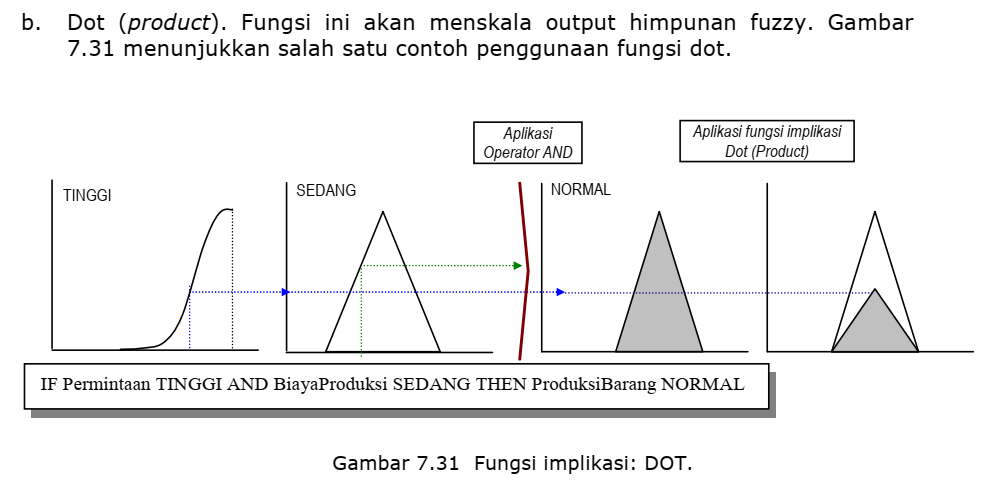 b. Dot (product). Fungsi ini akan menskala output himpunan fuzzy. Gambar
7.31 menunjukkan salah satu contoh penggunaan fungsi dot.
Aplikasi
Operator AND
Aplikasi fungsi implikasi
Dot (Product)
TINGGI
SEDANG
NORMAL
IF Permintaan TINGGI AND BiayaProduksi SEDANG THEN ProduksiBarang NORMAL
Gambar 7.31 Fungsi implikasi: DOT.